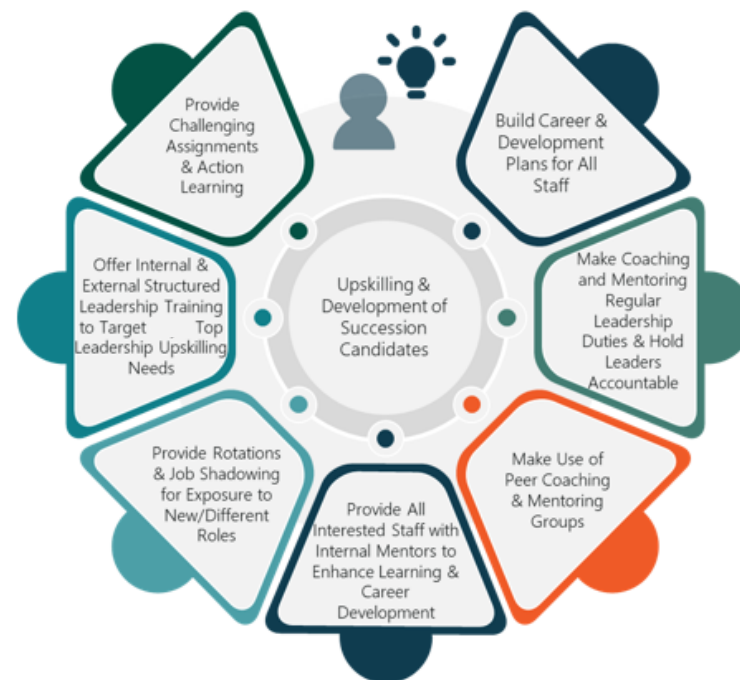 Provide
Challenging
Assignments
& Action
Learning
Build Career &
Development
Plans for All
Staff
Offer Internal &
External Structured
Leadership Training
to Target Top
Leadership Upskilling
Needs
Upskilling &
Development of
Succession
Candidates
Make Coaching
and Mentoring
Regular
Leadership
Duties & Hold
Leaders
Accountable
Provide Rotations
& Job Shadowing
for Exposure to
New/Different
Roles
Provide All
Interested Staff with
Internal Mentors to
Enhance Learning &
Career
Development
Make Use of
Peer Coaching
& Mentoring
Groups